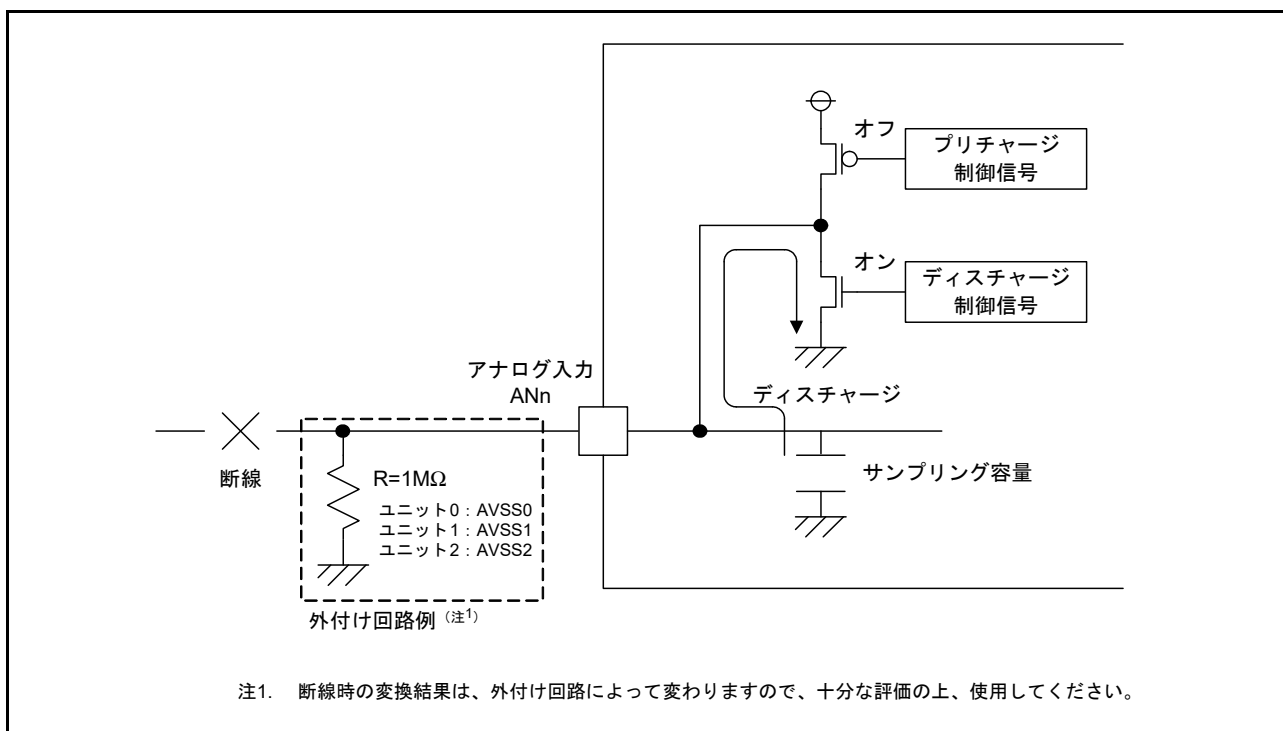 オフ
プリチャージ
制御信号
オン
ディスチャージ
制御信号
アナログ入力
ANn
ディスチャージ
断線
R=1MΩ
ユニット0：AVSS0
ユニット1：AVSS1
ユニット2：AVSS2
サンプリング容量
外付け回路例（注1）
注1. 断線時の変換結果は、外付け回路によって変わりますので、十分な評価の上、使用してください。